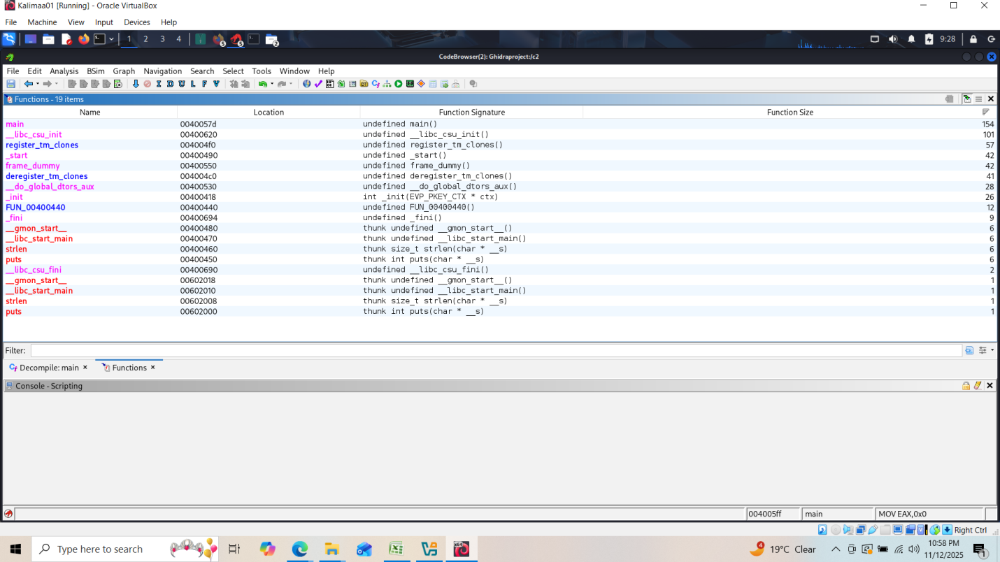 Kalimaa01 [Running] - Oracle VirtualBox
File Machine View Input Devices Help
1 2 3 4 5 5 2 9:28
CodeBrowser(2): Ghidraproject:/c2
File Edit Analysis BSim Graph Navigation Search Select Tools Window Help
I D U L F V
Functions - 19 items
Name Location Function Signature Function Size
main 0040057d undefined main() 154
__libc_csu_init 00400620 undefined __libc_csu_init() 101
register_tm_clones 004004f0 undefined register_tm_clones() 57
_start 00400490 undefined _start() 42
frame_dummy 00400550 undefined frame_dummy() 42
deregister_tm_clones 004004c0 undefined deregister_tm_clones() 41
__do_global_dtors_aux 00400530 undefined __do_global_dtors_aux() 28
_init 00400418 int _init(EVP_PKEY_CTX * ctx) 26
FUN_00400440 00400440 undefined FUN_00400440() 12
_fini 00400694 undefined _fini() 9
__gmon_start__ 00400480 thunk undefined __gmon_start__() 6
__libc_start_main 00400470 thunk undefined __libc_start_main() 6
strlen 00400460 thunk size_t strlen(char * __s) 6
puts 00400450 thunk int puts(char * __s) 6
__libc_csu_fini 00400690 undefined __libc_csu_fini() 2
__gmon_start__ 00602018 thunk undefined __gmon_start__() 1
__libc_start_main 00602010 thunk undefined __libc_start_main() 1
strlen 00602008 thunk size_t strlen(char * __s) 1
puts 00602000 thunk int puts(char * __s) 1
Filter:
Decompile: main × Functions ×
Console - Scripting
004005ff main MOV EAX,0x0
Right Ctrl
Type here to search 4 19°C Clear 10:58 PM
11/12/2025 1